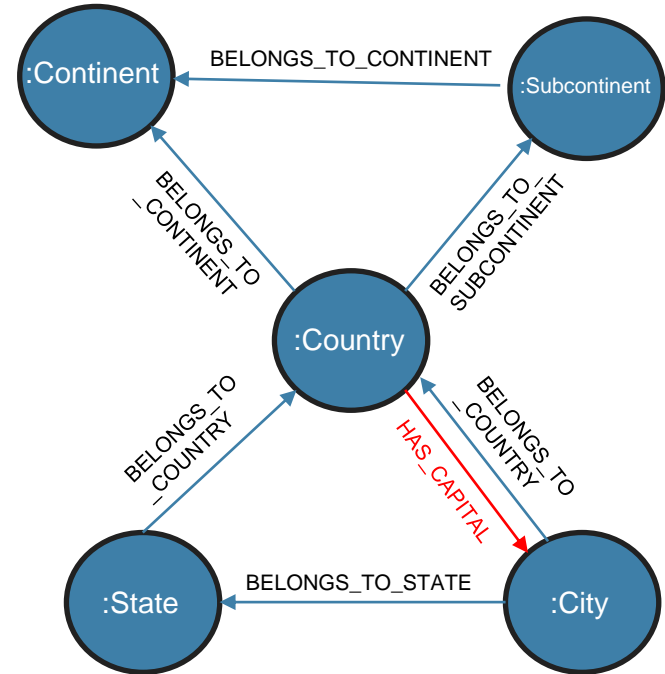 BELONGS_TO_CONTINENT
:Continent
:Subcontinent
BELONGS_TO
_CONTINENT
BELONGS_TO_
SUBCONTINENT
:Country
BELONGS_TO
_COUNTRY
HAS_CAPITAL
BELONGS_TO
_COUNTRY
BELONGS_TO_STATE
:State
:City